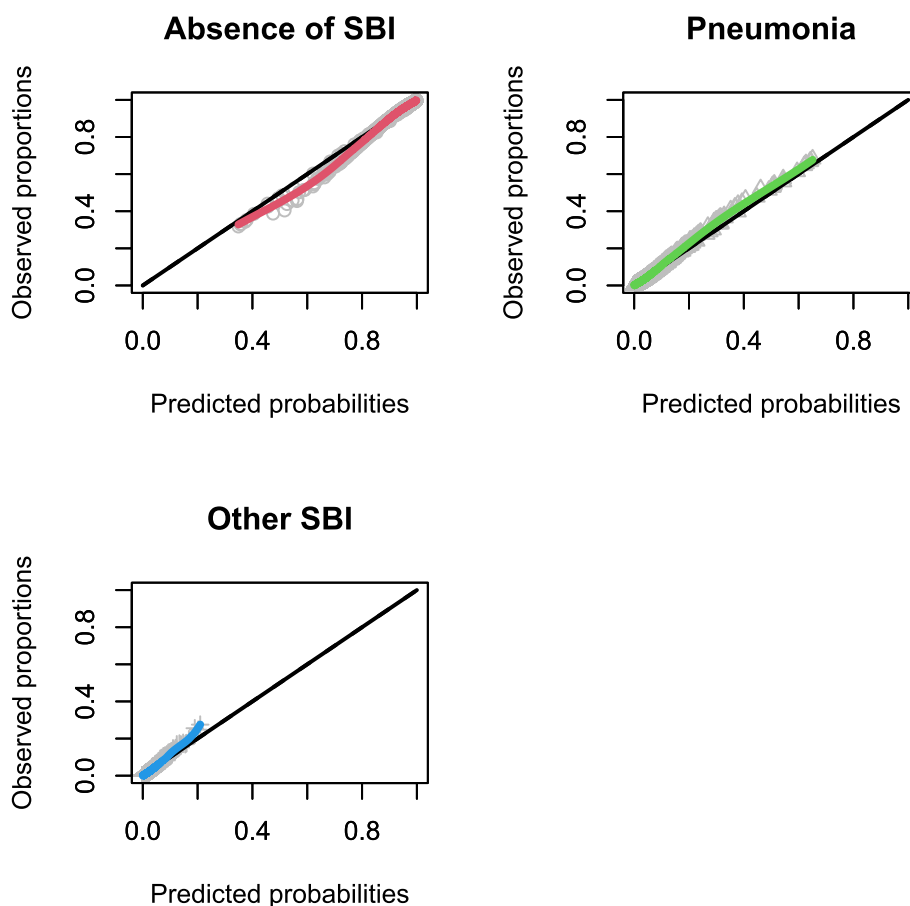 Absence of SBI
Observed proportions
0.8
0.4
0.0
0.0 0.4 0.8
Predicted probabilities
Pneumonia
Observed proportions
0.8
0.4
0.0
0.0 0.4 0.8
Predicted probabilities
Other SBI
Observed proportions
0.8
0.4
0.0
0.0 0.4 0.8
Predicted probabilities